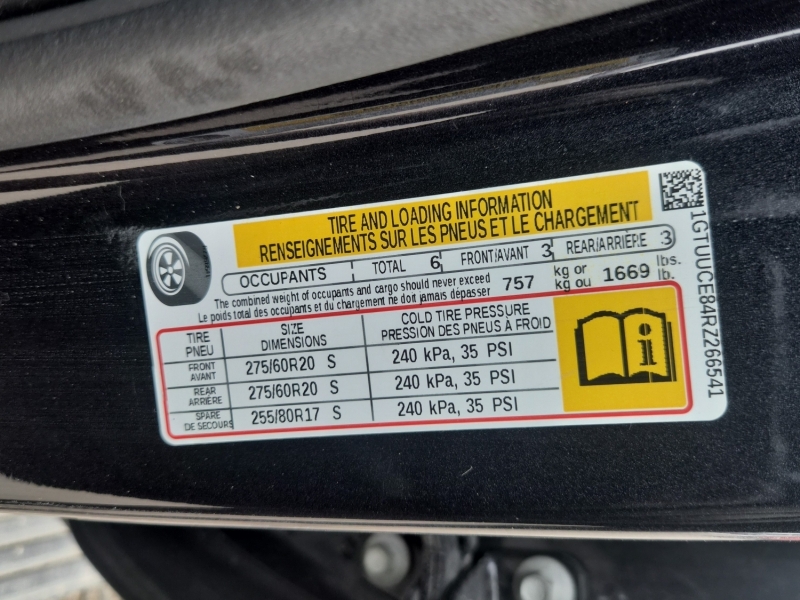 TIRE AND LOADING INFORMATION
RENSEIGNEMENTS SUR LES PNEUS ET LE CHARGEMENT
OCCUPANTS TOTAL 6 FRONT/AVANT 3 REAR/ARRIÈRE 3
The combined weight of occupants and cargo should never exceed 757 kg or 1669 lbs.
Le poids total des occupants et du chargement ne doit jamais dépasser kg ou lb.
TIRE SIZE COLD TIRE PRESSURE
PNEU DIMENSIONS PRESSION DES PNEUS À FROID
FRONT
AVANT 275/60R20 S 240 kPa, 35 PSI
REAR
ARRIÈRE 275/60R20 S 240 kPa, 35 PSI
SPARE
DE SECOURS 255/80R17 S 240 kPa, 35 PSI
1GTUUCE84RZ266541